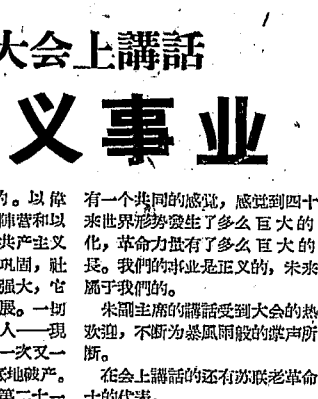 大会上講話
义事业
的。以偉
陣营和以
共产主义
巩固，社
强大，它
展。一切
人——現
一次又一
地破产。
第二十一
有一个共同的感觉，感觉到四十
来世界形势發生了多么巨大的
化，革命力量有了多么巨大的
長。我們的事业是正义的，未来
屬于我們的。
朱副主席的講話受到大会的热
欢迎，不断为暴風雨般的掌声所
断。
在会上講話的还有苏联老革命
士的代表。